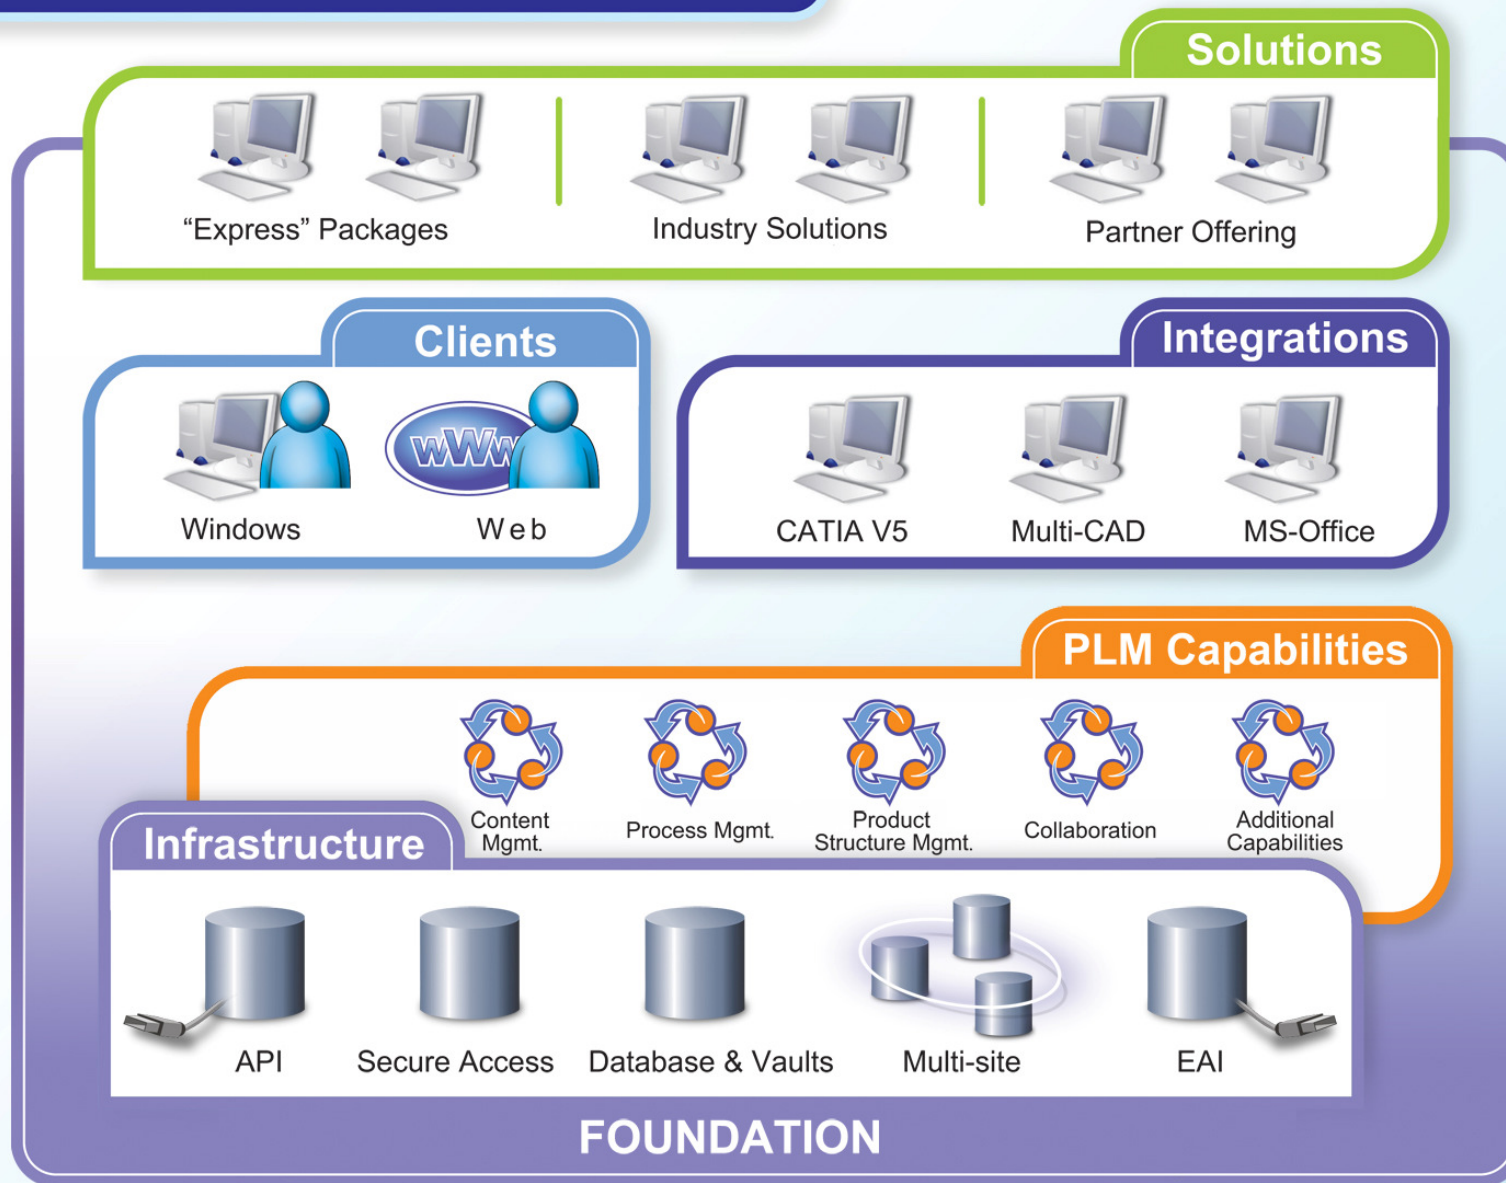 Solutions
“Express” Packages
Industry Solutions
Partner Offering
Clients
Integrations
wWw
Windows
Web
CATIA V5
Multi-CAD
MS-Office
PLM Capabilities
Content
Mgmt.
Process Mgmt.
Product
Structure Mgmt.
Collaboration
Additional
Capabilities
Infrastructure
API
Secure Access
Database & Vaults
Multi-site
EAI
FOUNDATION